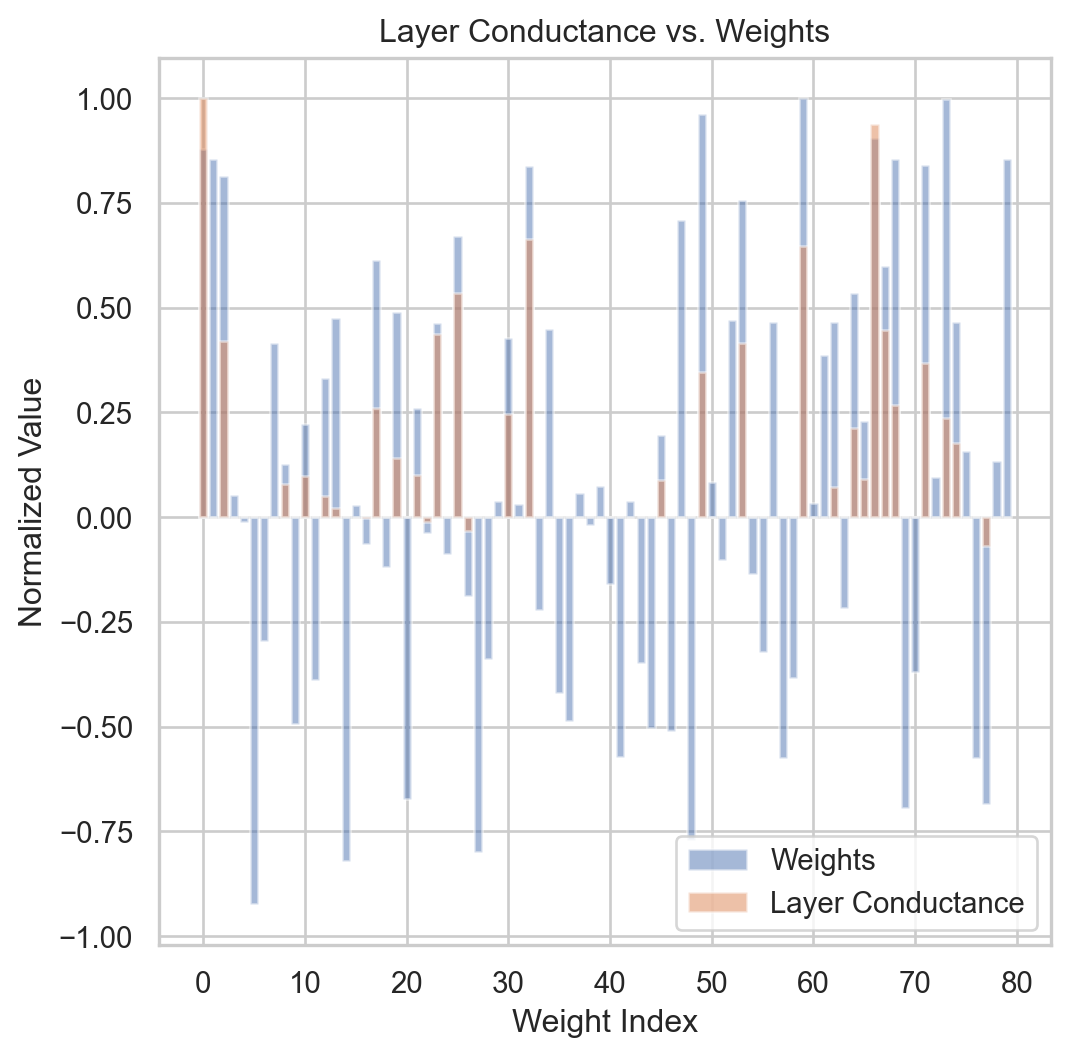 Layer Conductance vs. Weights
1.00
0.75
0.50
0.25
0.00
−0.25
−0.50
−0.75
−1.00
Normalized Value
Weights
Layer Conductance
0 10 20 30 40 50 60 70 80
Weight Index